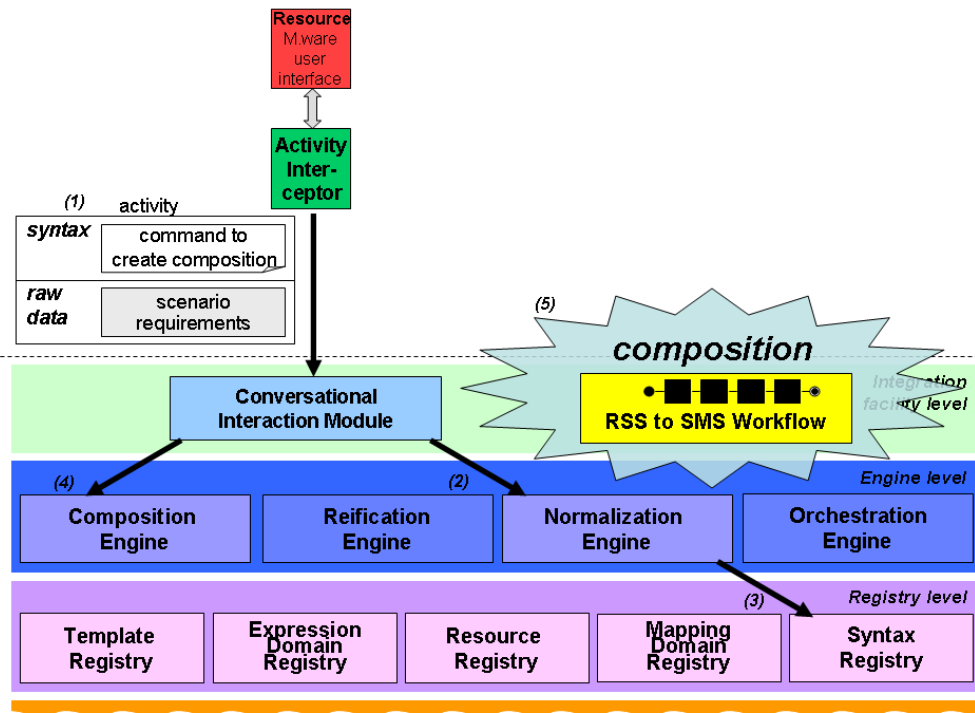 Resource
M.ware
user
interface
Activity
Inter-
ceptor
(1)
activity
syntax
command to
create composition
raw
data
scenario
requirements
(5)
composition
RSS to SMS Workflow
Integration
facility level
Conversational
Interaction Module
Engine level
(4)
(2)
Composition
Engine
Reification
Engine
Normalization
Engine
Orchestration
Engine
Registry level
(3)
Template
Registry
Expression
Domain
Registry
Resource
Registry
Mapping
Domain
Registry
Syntax
Registry